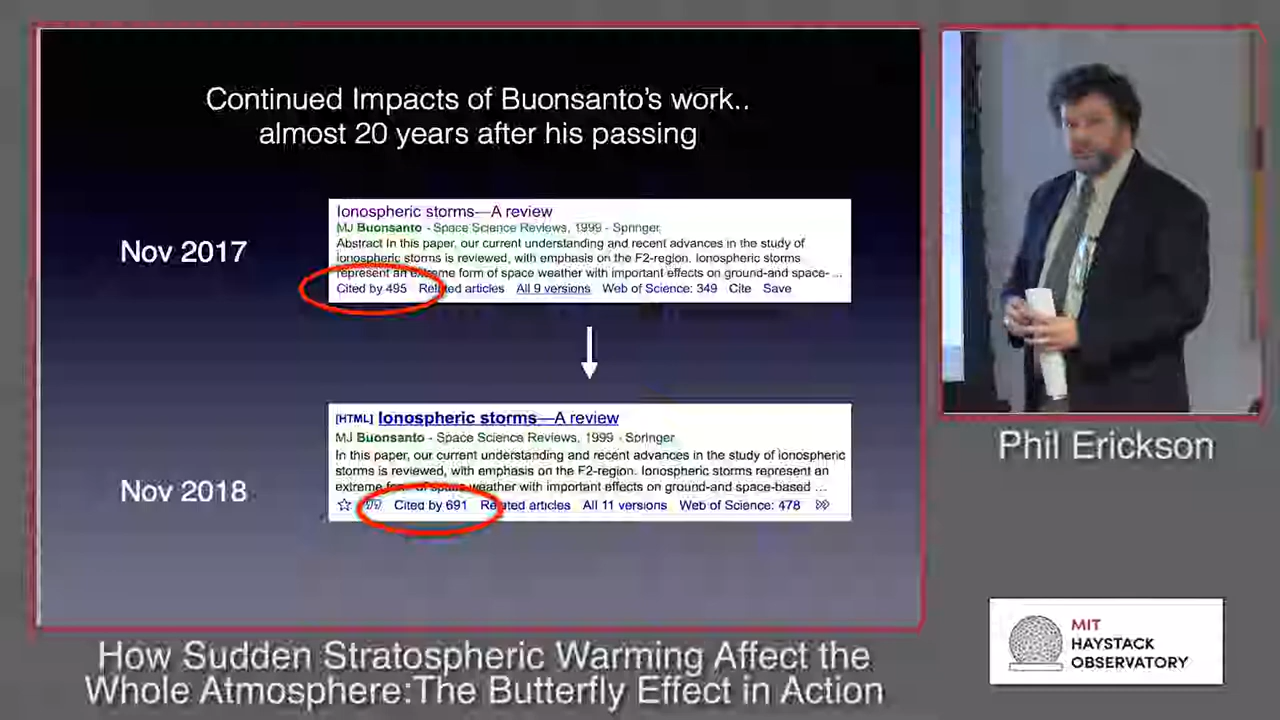 Continued Impacts of Buonsanto's work..
almost 20 years after his passing
Nov 2017
Ionospheric storms—A review
MJ Buonsanto - Space Science Reviews, 1999 - Springer
Abstract In this paper, our current understanding and recent advances in the study of
ionospheric storms is reviewed, with emphasis on the F2-region. Ionospheric storms
represent an extreme form of space weather with important effects on ground-and space- ...
Cited by 495 Related articles All 9 versions Web of Science: 349 Cite Save
Nov 2018
[HTML] Ionospheric storms—A review
MJ Buonsanto - Space Science Reviews, 1999 - Springer
In this paper, our current understanding and recent advances in the study of ionospheric
storms is reviewed, with emphasis on the F2-region. Ionospheric storms represent an
extreme form of space weather with important effects on ground-and space-based ...
Cited by 691 Related articles All 11 versions Web of Science: 478
Phil Erickson
MIT
HAYSTACK
OBSERVATORY
How Sudden Stratospheric Warming Affect the
Whole Atmosphere:The Butterfly Effect in Action